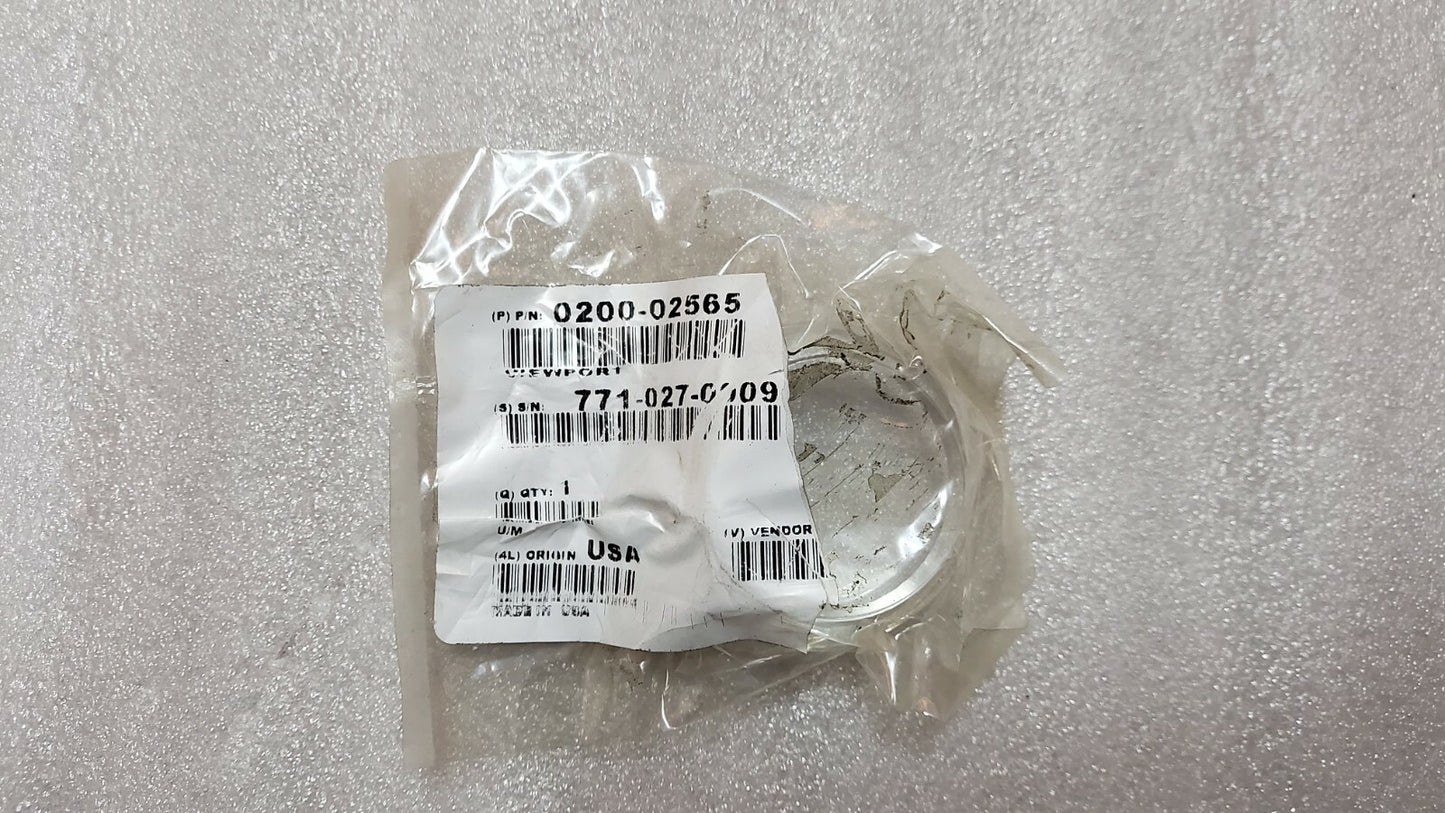 (P) P/N: 0200-02565
VIEWPORT
(S) S/N: 771-027-0009
(Q) QTY: 1
U/M
(V) VENDOR
(4L) ORIGIN USA
MADE IN USA